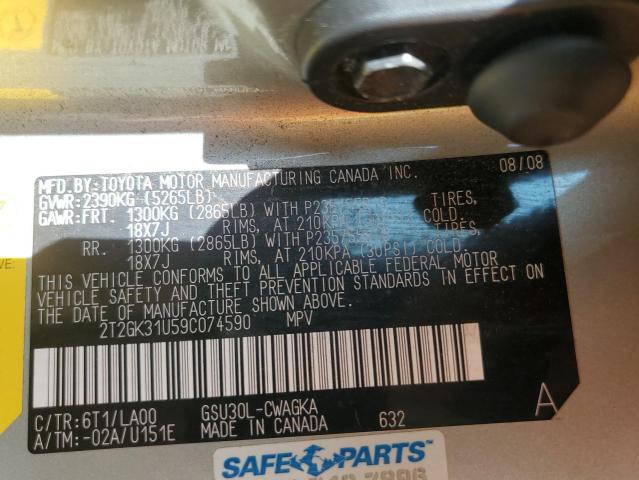 MFD.BY:TOYOTA MOTOR MANUFACTURING CANADA INC. 08/08
GVWR:2390KG (5265LB)
GAWR:FRT. 1300KG (2865LB) WITH TIRES,
18X7J RIMS, AT 210KPA COLD.
RR. 1300KG (2865LB) WITH TIRES,
18X7J RIMS, AT 210KPA (30PSI) COLD.
THIS VEHICLE CONFORMS TO ALL APPLICABLE FEDERAL MOTOR
VEHICLE SAFETY AND THEFT PREVENTION STANDARDS IN EFFECT ON
THE DATE OF MANUFACTURE SHOWN ABOVE.
2T2GK31U59C074590 MPV
C/TR:6T1/LA00 GSU30L-CWAGKA
A/TM:-02A/U151E MADE IN CANADA 632 A
SAFE PARTS